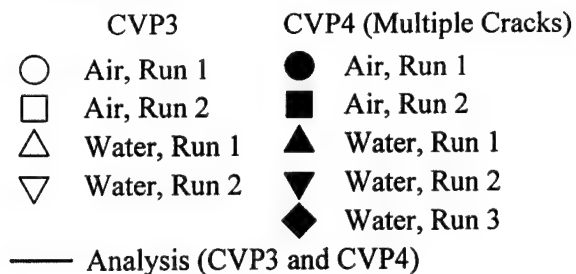 CVP3 CVP4 (Multiple Cracks)
Air, Run 1 Air, Run 1
Air, Run 2 Air, Run 2
Water, Run 1 Water, Run 1
Water, Run 2 Water, Run 2
Water, Run 3
Analysis (CVP3 and CVP4)